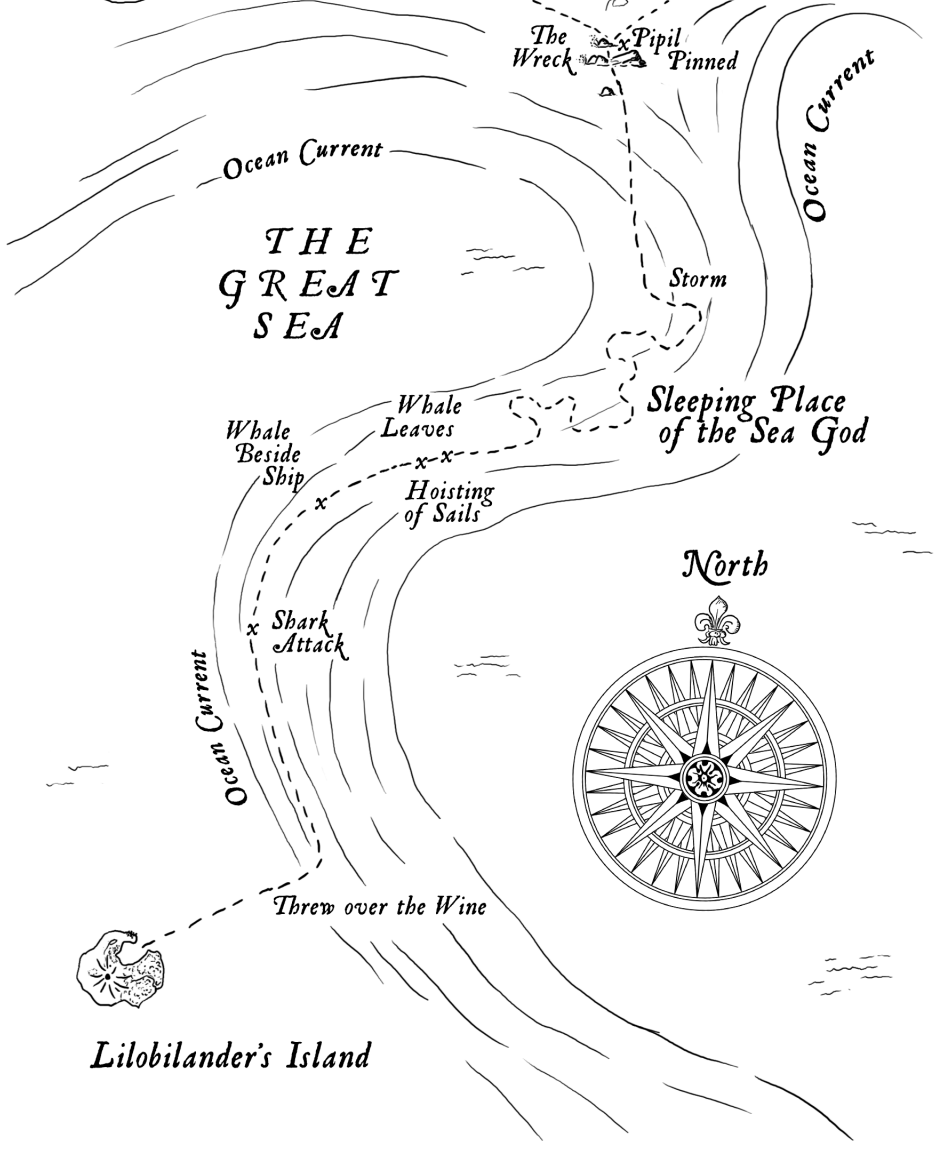 The
Wreck
Pipil
Pinned
Ocean Current
Ocean Current
THE
GREAT
SEA
Storm
Sleeping Place
of the Sea God
Whale
Leaves
Whale
Beside
Ship
Hoisting
of Sails
North
Shark
Attack
Ocean Current
Threw over the Wine
Lilobilander's Island